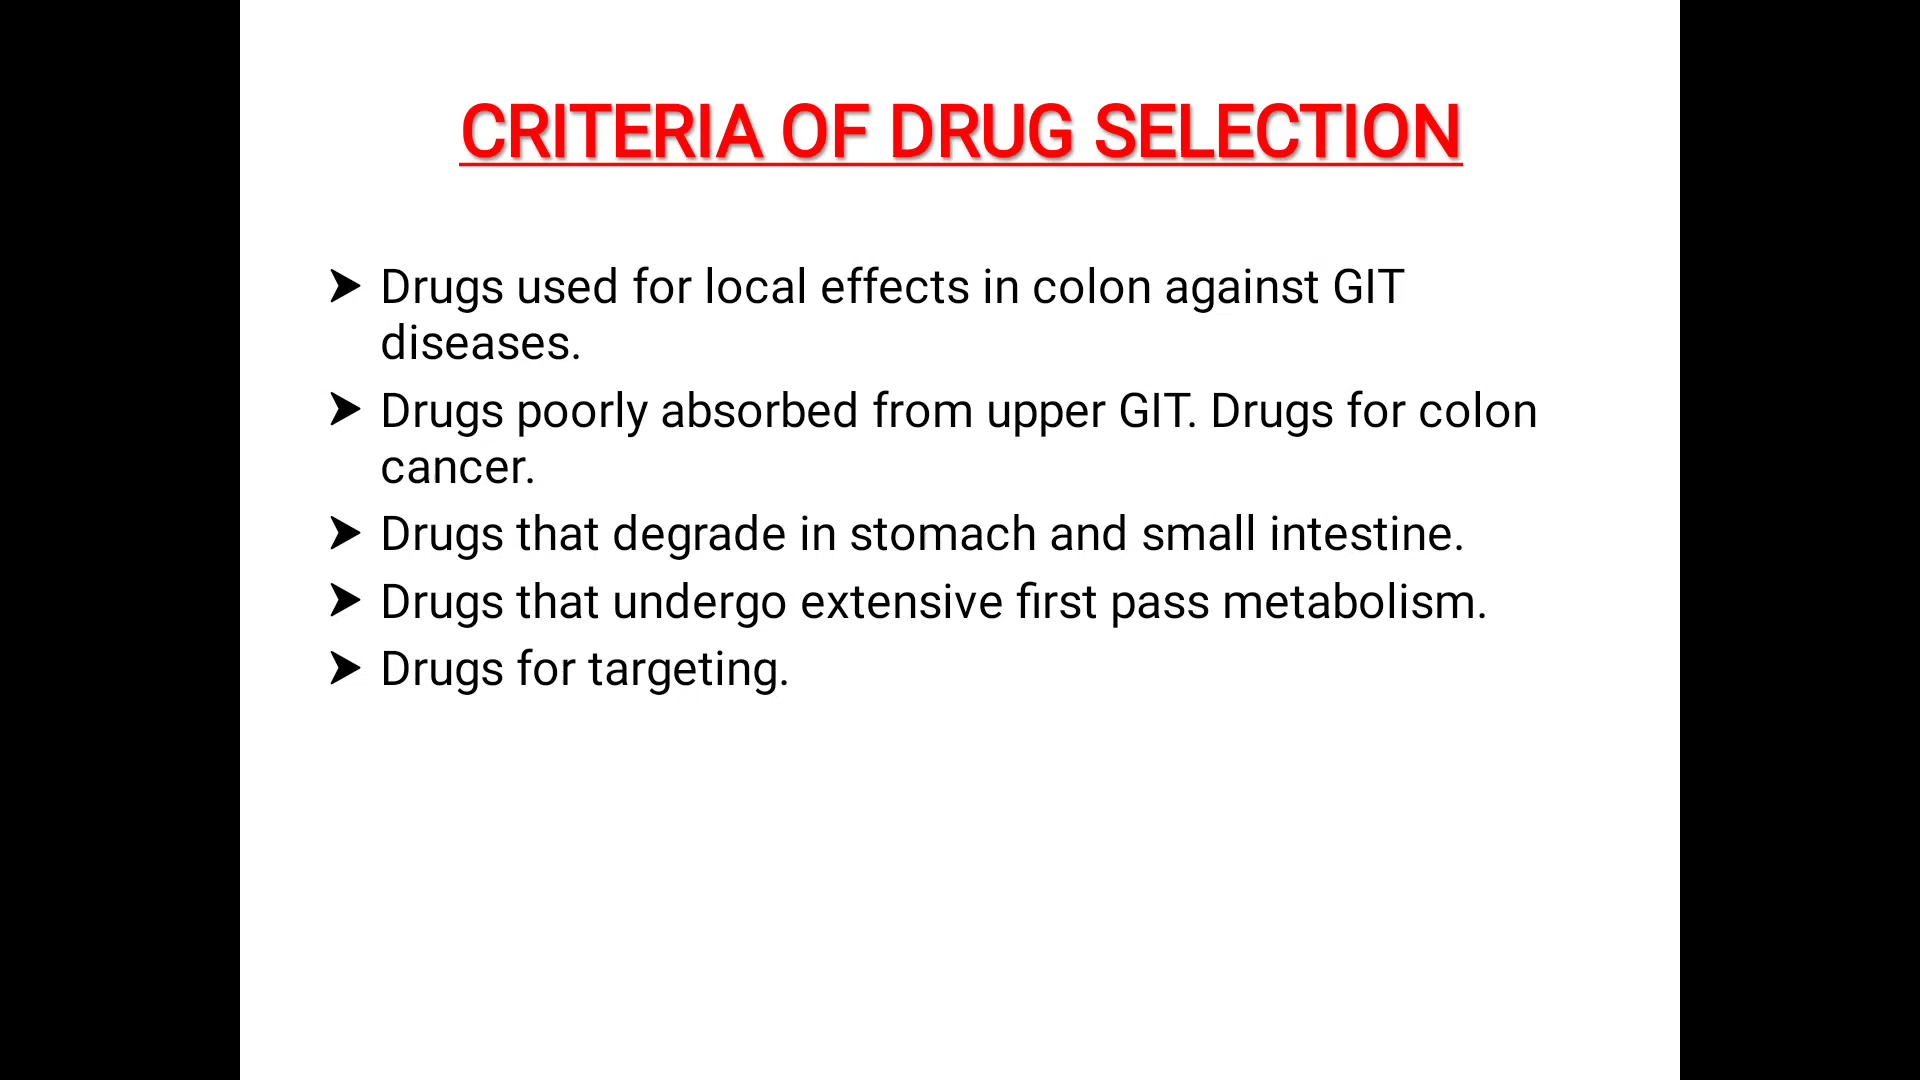 CRITERIA OF DRUG SELECTION
➤ Drugs used for local effects in colon against GIT
diseases.
➤ Drugs poorly absorbed from upper GIT. Drugs for colon
cancer.
➤ Drugs that degrade in stomach and small intestine.
➤ Drugs that undergo extensive first pass metabolism.
➤ Drugs for targeting.